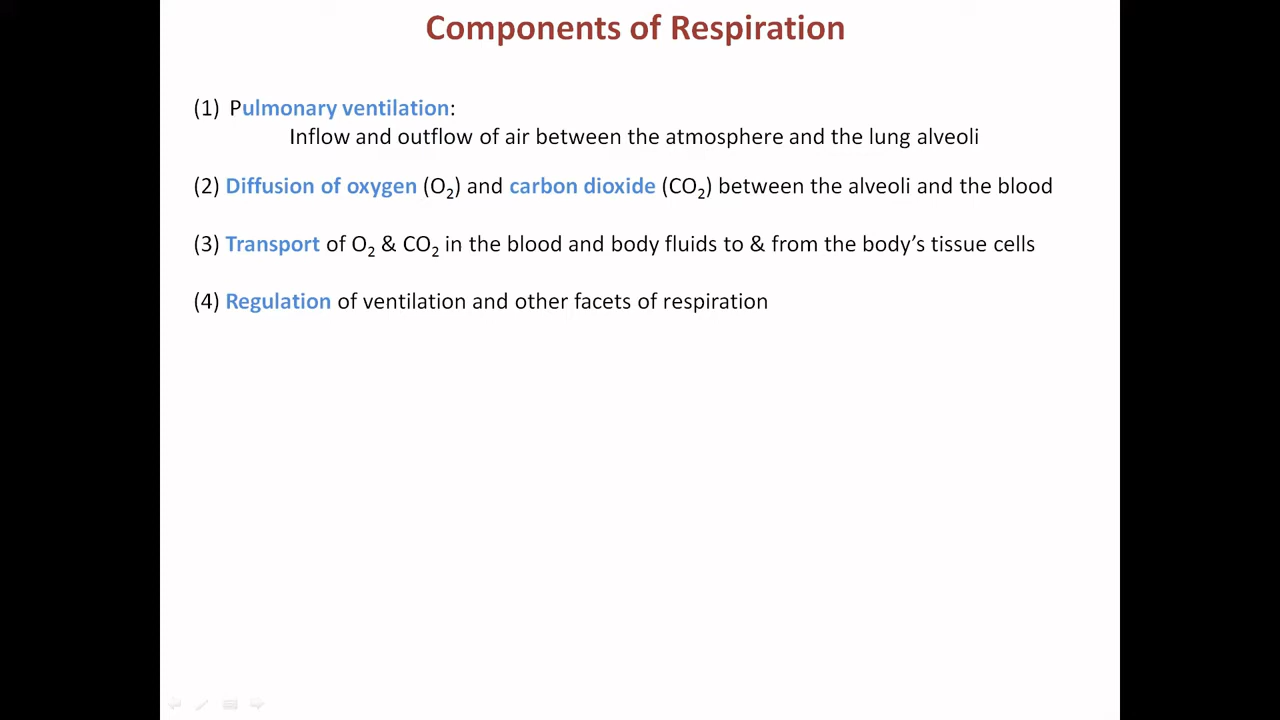 Components of Respiration
(1) Pulmonary ventilation:
Inflow and outflow of air between the atmosphere and the lung alveoli
(2) Diffusion of oxygen (O₂) and carbon dioxide (CO₂) between the alveoli and the blood
(3) Transport of O₂ & CO₂ in the blood and body fluids to & from the body’s tissue cells
(4) Regulation of ventilation and other facets of respiration